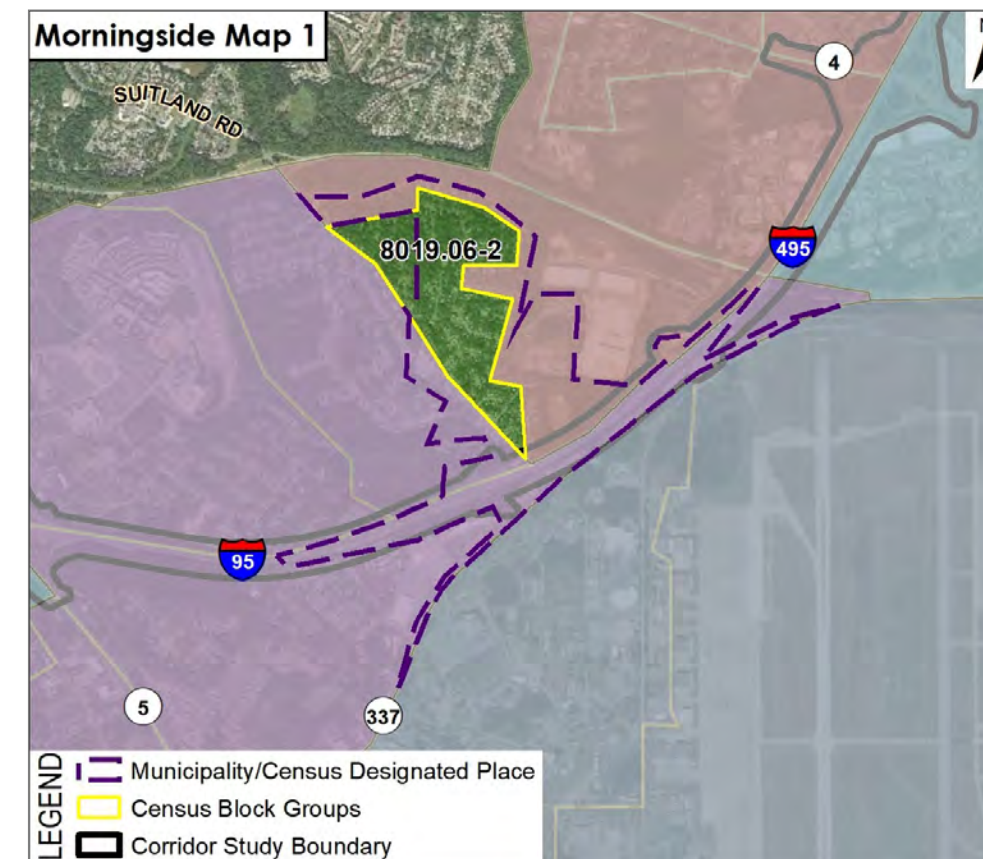 Morningside Map 1
N
4
SUITLAND RD
8019.06-2
495
95
5
337
LEGEND
Municipality/Census Designated Place
Census Block Groups
Corridor Study Boundary